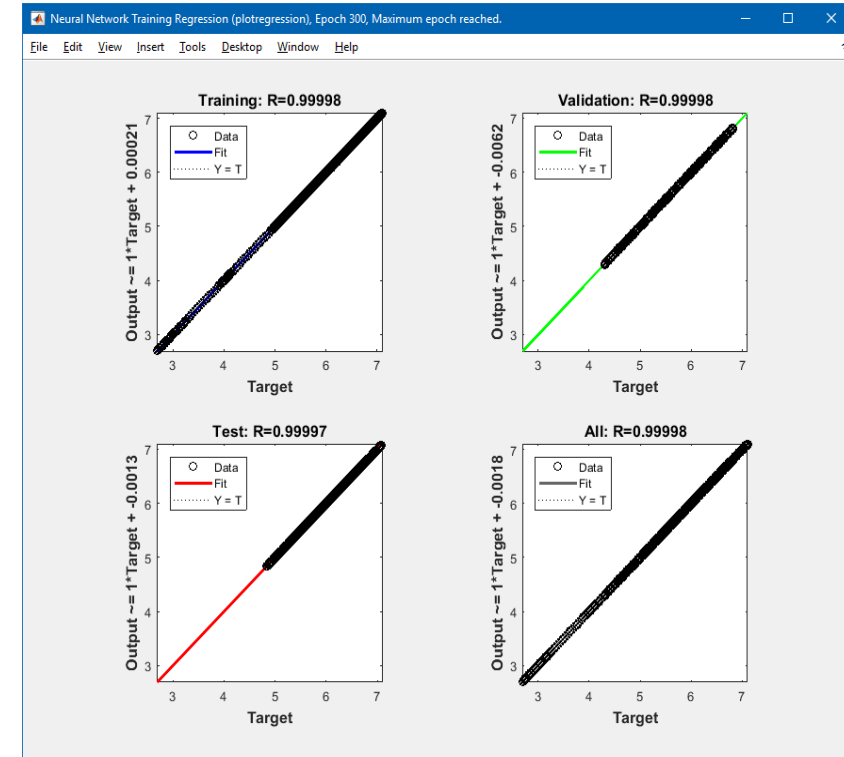 Neural Network Training Regression (plotregression), Epoch 300, Maximum epoch reached.
File Edit View Insert Tools Desktop Window Help
Training: R=0.99998
Output ~= 1*Target + 0.00021
7
6
5
4
3
Data
Fit
Y = T
3 4 5 6 7
Target
Validation: R=0.99998
Output ~= 1*Target + -0.0062
7
6
5
4
3
Data
Fit
Y = T
3 4 5 6 7
Target
Test: R=0.99997
Output ~= 1*Target + -0.0013
7
6
5
4
3
Data
Fit
Y = T
3 4 5 6 7
Target
All: R=0.99998
Output ~= 1*Target + -0.0018
7
6
5
4
3
Data
Fit
Y = T
3 4 5 6 7
Target